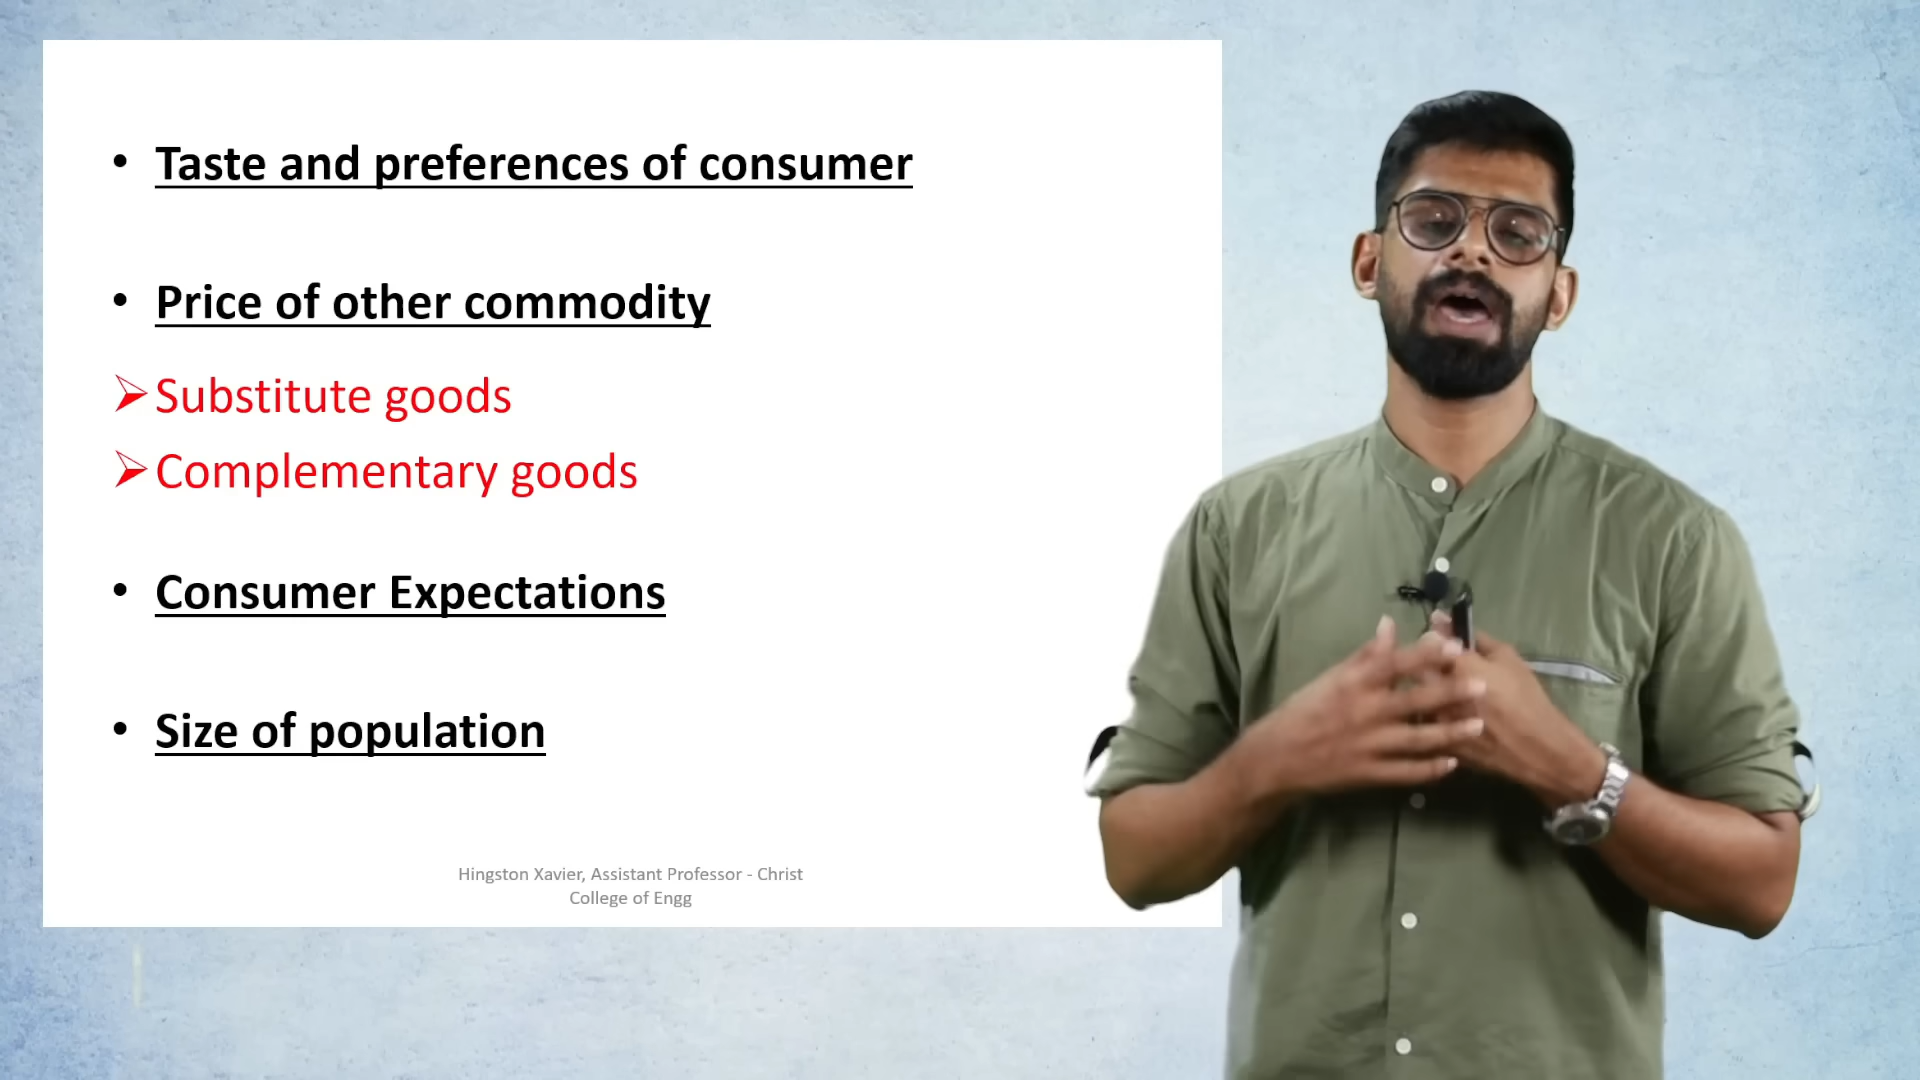 • Taste and preferences of consumer
• Price of other commodity
➢ Substitute goods
➢ Complementary goods
• Consumer Expectations
• Size of population
Hingston Xavier, Assistant Professor - Christ
College of Engg